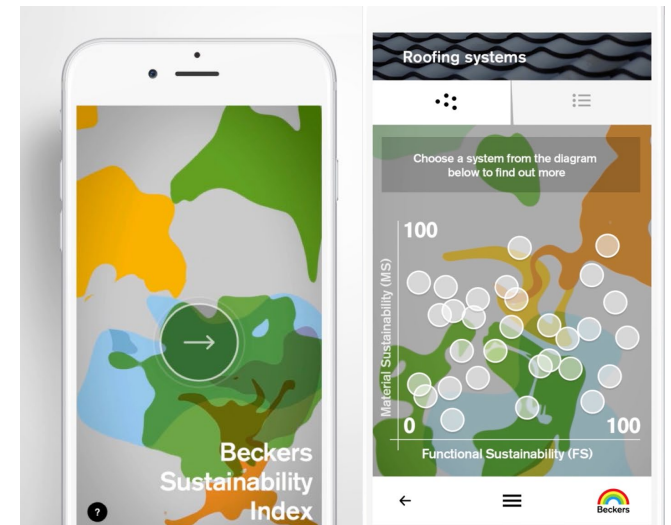 Beckers
Sustainability
Index
?
Roofing systems
Choose a system from the diagram
below to find out more
100
Material Sustainability (MS)
0
100
Functional Sustainability (FS)
Beckers